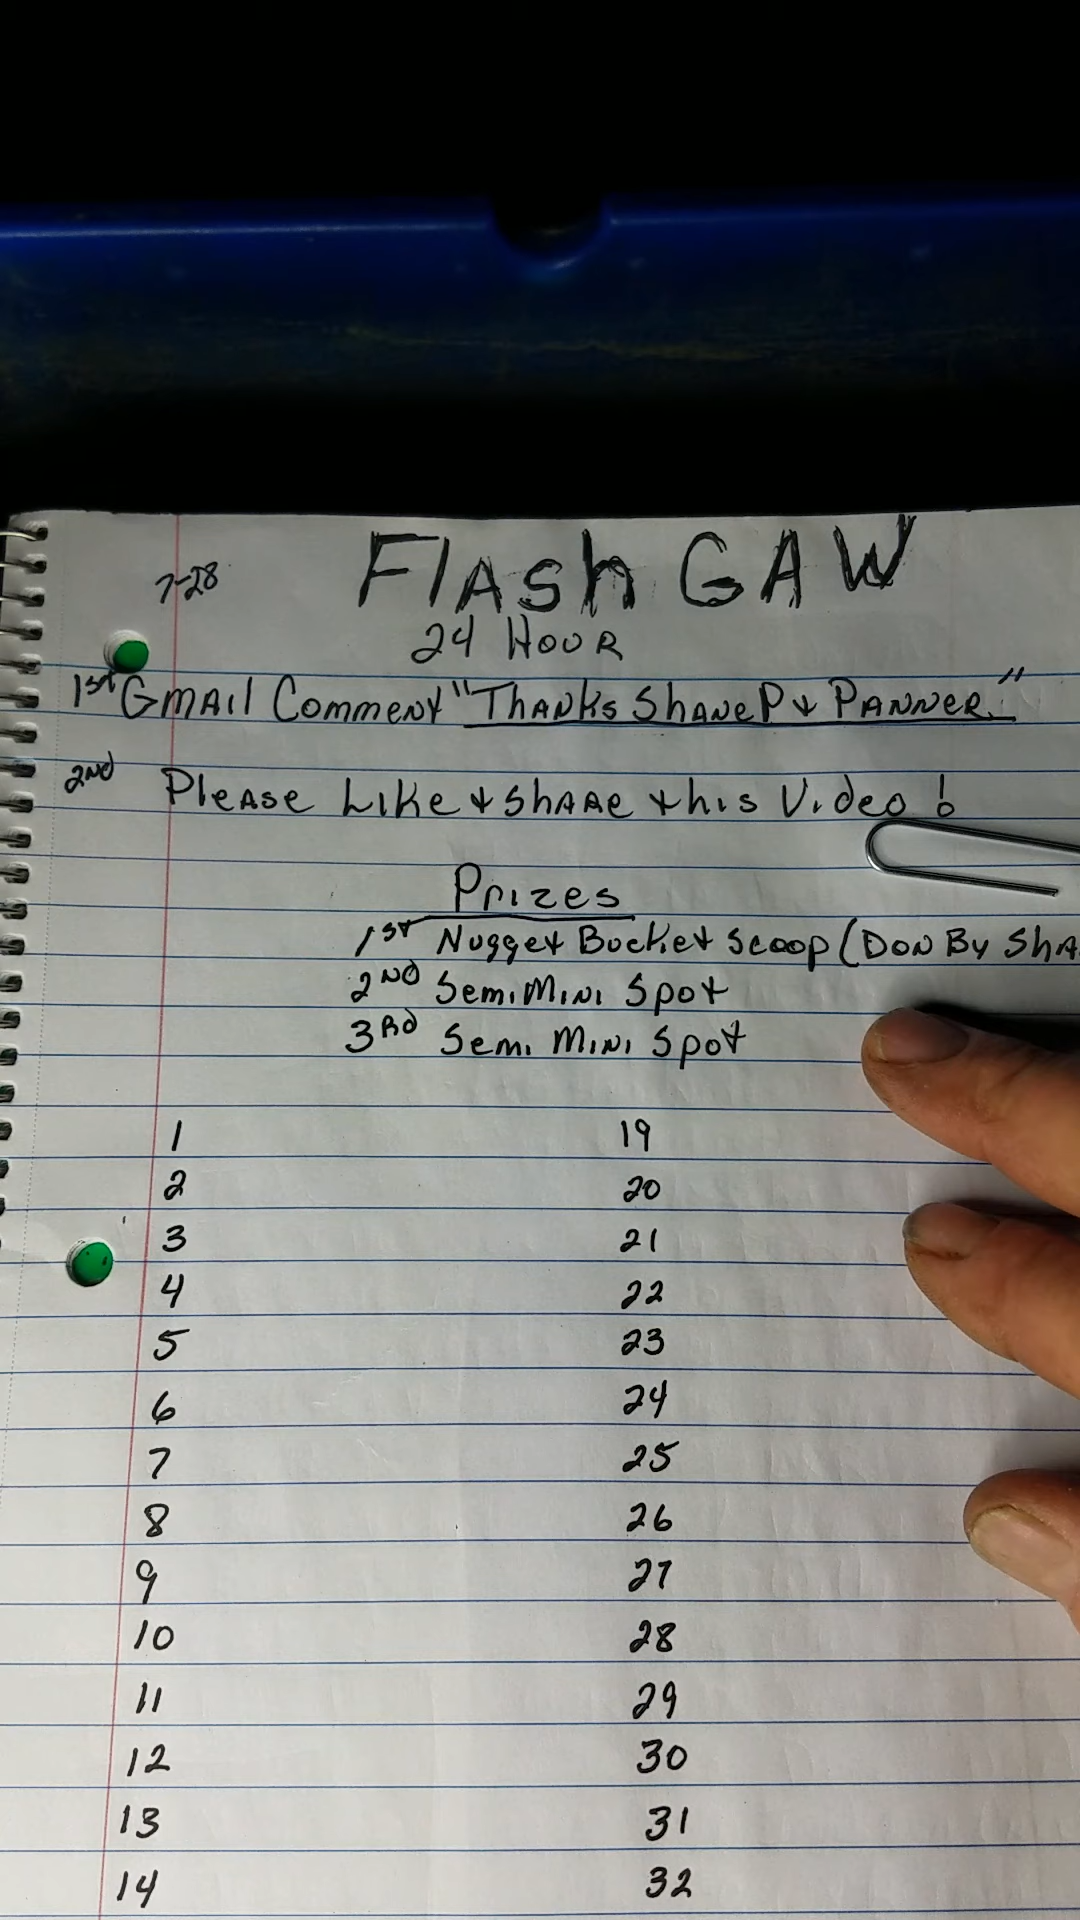 7-28
FlAsh GAW
24 HOUR
1st GMAIl CommeNt "ThANks ShANe P & PANNeR"
2ND PleAse Like & ShARe this Video !
PRizes
1st Nugget Bucket Scoop (DoN By ShA
2ND Semi MiNi Spot
3RD Semi MiNi Spot
1 19
2 20
3 21
4 22
5 23
6 24
7 25
8 26
9 27
10 28
11 29
12 30
13 31
14 32